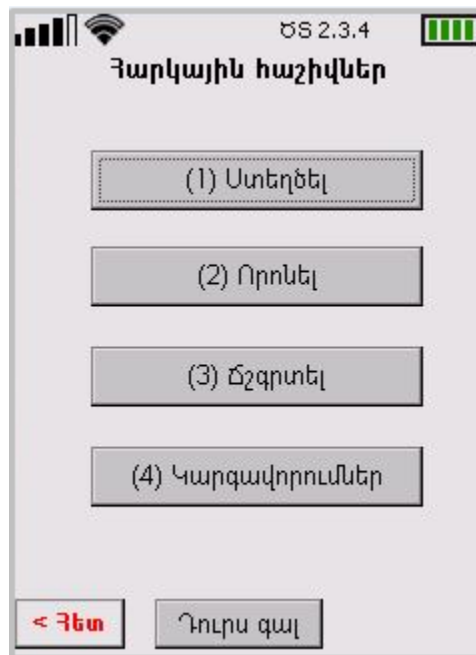 ԾՏ 2.3.4
Հարկային հաշիվներ
(1) Ստեղծել
(2) Որոնել
(3) Ճշգրտել
(4) Կարգավորումներ
< Հետ
Դուրս գալ